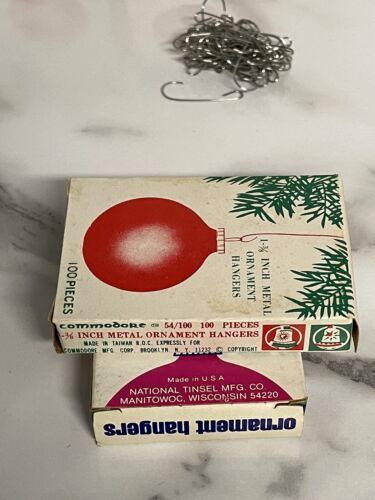 100 PIECES
1-¾ INCH METAL
ORNAMENT
HANGERS
commodore 54/100 100 PIECES
-¾ INCH METAL ORNAMENT HANGERS
MADE IN TAIWAN R.O.C. EXPRESSLY FOR
COMMODORE MFG. CORP. BROOKLYN, N. Y. 11232 © COPYRIGHT
Made in U S A
NATIONAL TINSEL MFG. CO
MANITOWOC, WISCONSIN 54220
ornament hangers